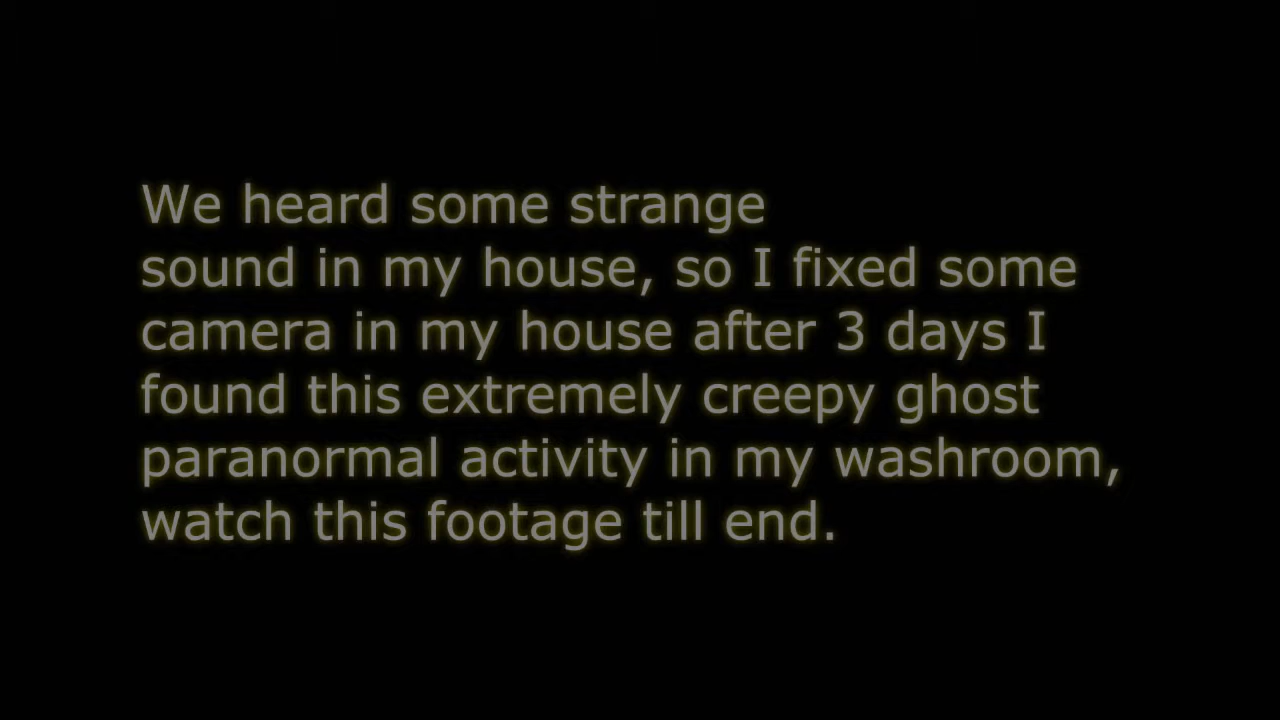 We heard some strange
sound in my house, so I fixed some
camera in my house after 3 days I
found this extremely creepy ghost
paranormal activity in my washroom,
watch this footage till end.